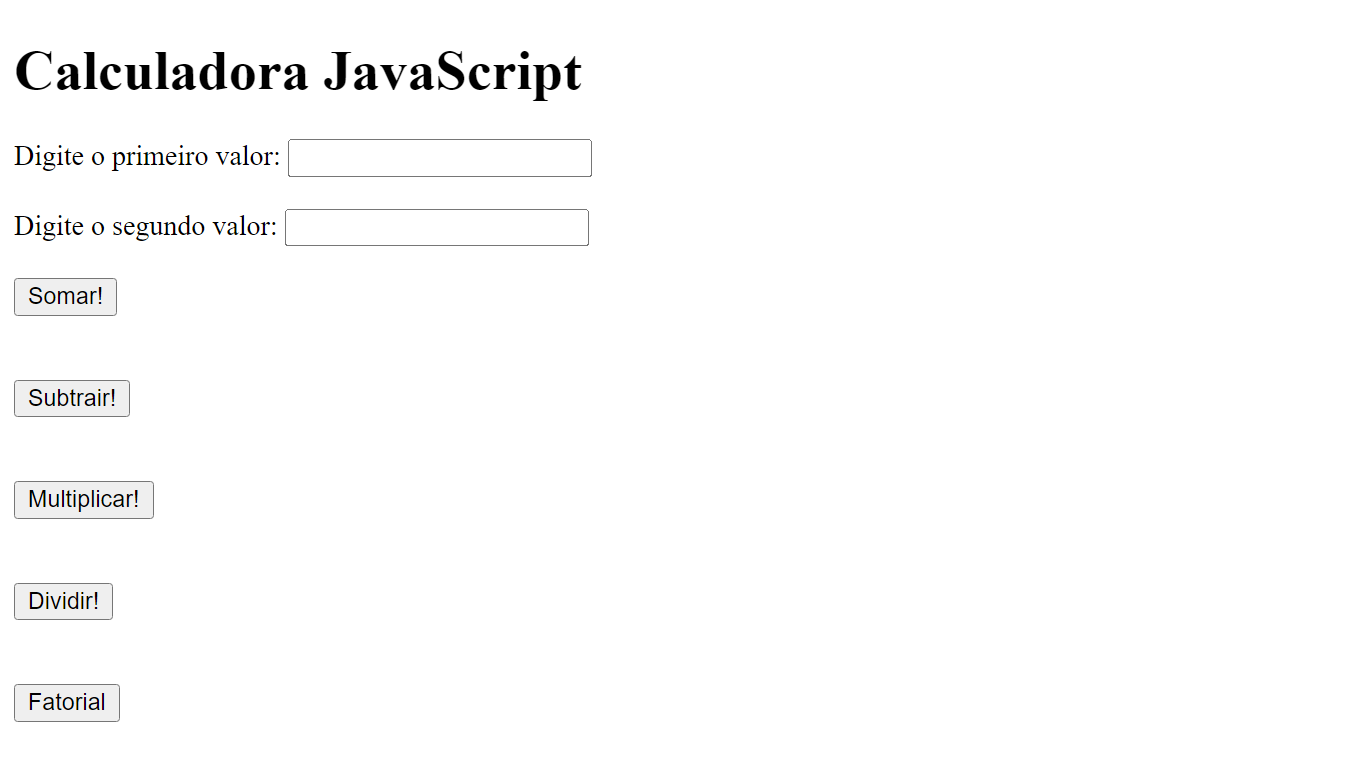 Calculadora JavaScript
Digite o primeiro valor:
Digite o segundo valor:
Somar!
Subtrair!
Multiplicar!
Dividir!
Fatorial